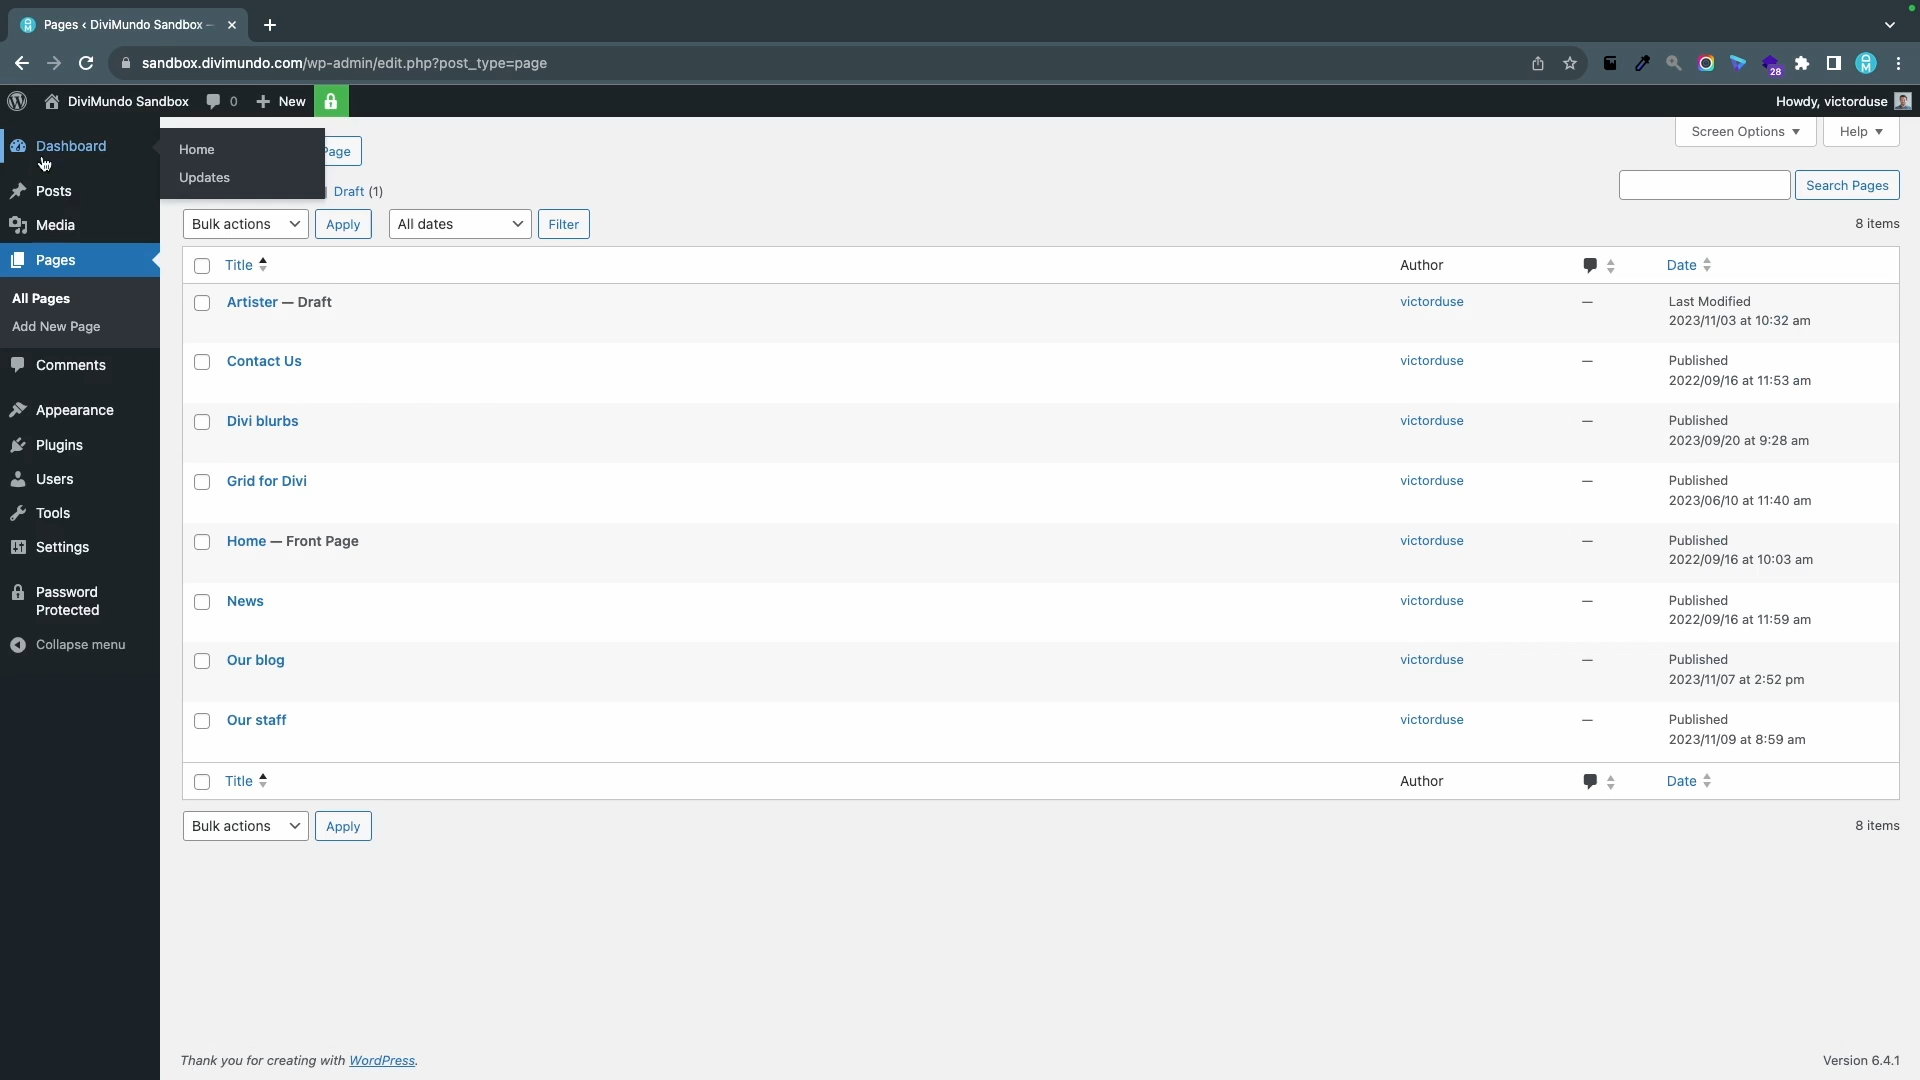 Pages ‹ DiviMundo Sandbox –
sandbox.divimundo.com/wp-admin/edit.php?post_type=page
28
DiviMundo Sandbox 0 New Howdy, victorduse
Dashboard
Home
Updates
Page
Screen Options Help
Posts
Draft (1)
Search Pages
Media
Bulk actions Apply All dates Filter 8 items
Pages
Title Author Date
All Pages
Add New Page
Comments
Appearance
Plugins
Users
Tools
Settings
Password
Protected
Collapse menu
Artister — Draft victorduse — Last Modified
2023/11/03 at 10:32 am
Contact Us victorduse — Published
2022/09/16 at 11:53 am
Divi blurbs victorduse — Published
2023/09/20 at 9:28 am
Grid for Divi victorduse — Published
2023/06/10 at 11:40 am
Home — Front Page victorduse — Published
2022/09/16 at 10:03 am
News victorduse — Published
2022/09/16 at 11:59 am
Our blog victorduse — Published
2023/11/07 at 2:52 pm
Our staff victorduse — Published
2023/11/09 at 8:59 am
Title Author Date
Bulk actions Apply 8 items
Thank you for creating with WordPress. Version 6.4.1